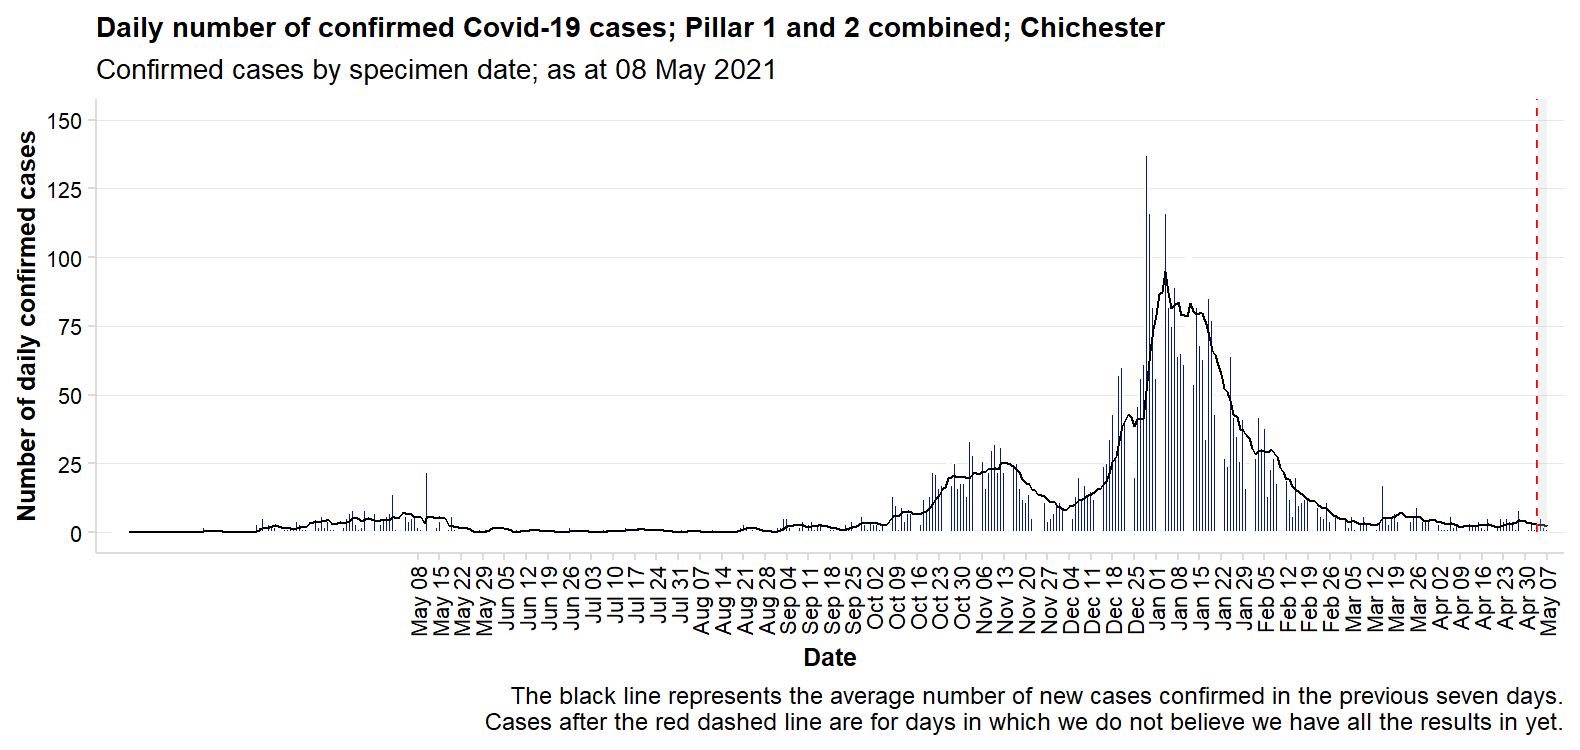 Daily number of confirmed Covid-19 cases; Pillar 1 and 2 combined; Chichester
Confirmed cases by specimen date; as at 08 May 2021
Number of daily confirmed cases
150
125
100
75
50
25
0
May 08
May 15
May 22
May 29
Jun 05
Jun 12
Jun 19
Jun 26
Jul 03
Jul 10
Jul 17
Jul 24
Jul 31
Aug 07
Aug 14
Aug 21
Aug 28
Sep 04
Sep 11
Sep 18
Sep 25
Oct 02
Oct 09
Oct 16
Oct 23
Oct 30
Nov 06
Nov 13
Nov 20
Nov 27
Dec 04
Dec 11
Dec 18
Dec 25
Jan 01
Jan 08
Jan 15
Jan 22
Jan 29
Feb 05
Feb 12
Feb 19
Feb 26
Mar 05
Mar 12
Mar 19
Mar 26
Apr 02
Apr 09
Apr 16
Apr 23
Apr 30
May 07
Date
The black line represents the average number of new cases confirmed in the previous seven days.
Cases after the red dashed line are for days in which we do not believe we have all the results in yet.